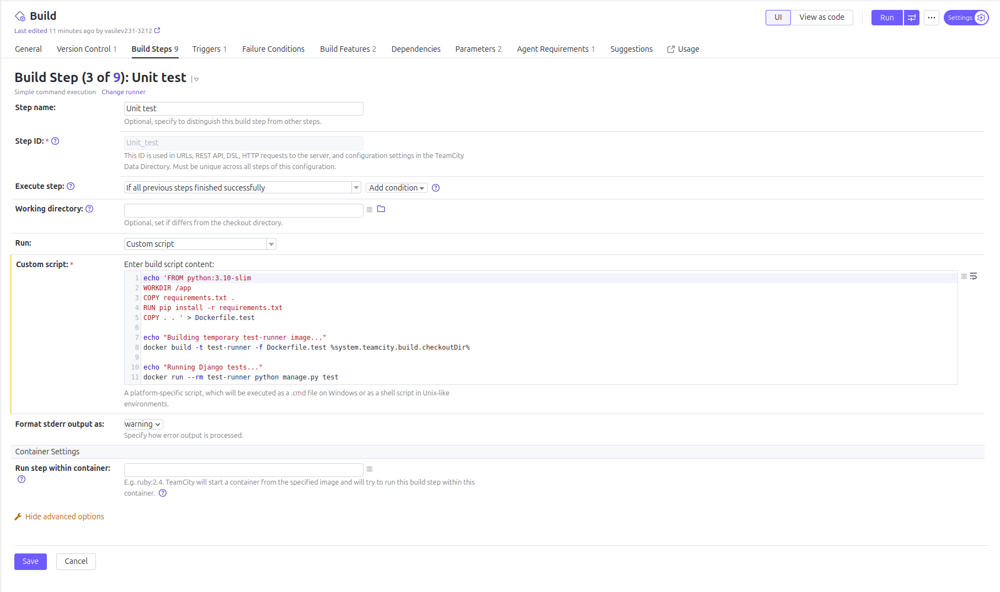 Build
Last edited 11 minutes ago by vasilev231-3212
UI View as code Run ... Settings
General Version Control 1 Build Steps 9 Triggers 1 Failure Conditions Build Features 2 Dependencies Parameters 2 Agent Requirements 1 Suggestions Usage
Build Step (3 of 9): Unit test
Simple command execution Change runner
Step name: Unit test
Optional, specify to distinguish this build step from other steps.
Step ID: * ? Unit_test
This ID is used in URLs, REST API, DSL, HTTP requests to the server, and configuration settings in the TeamCity
Data Directory. Must be unique across all steps of this configuration.
Execute step: ? If all previous steps finished successfully Add condition ?
Working directory: ?
Optional, set if differs from the checkout directory.
Run: Custom script
Custom script: * Enter build script content:
1 echo 'FROM python:3.10-slim
2 WORKDIR /app
3 COPY requirements.txt .
4 RUN pip install -r requirements.txt
5 COPY . . ' > Dockerfile.test
6
7 echo "Building temporary test-runner image..."
8 docker build -t test-runner -f Dockerfile.test %system.teamcity.build.checkoutDir%
9
10 echo "Running Django tests..."
11 docker run --rm test-runner python manage.py test
A platform-specific script, which will be executed as a .cmd file on Windows or as a shell script in Unix-like
environments.
Format stderr output as: warning
Specify how error output is processed.
Container Settings
Run step within container:
?
E.g. ruby:2.4. TeamCity will start a container from the specified image and will try to run this build step within this
container. ?
Hide advanced options
Save Cancel